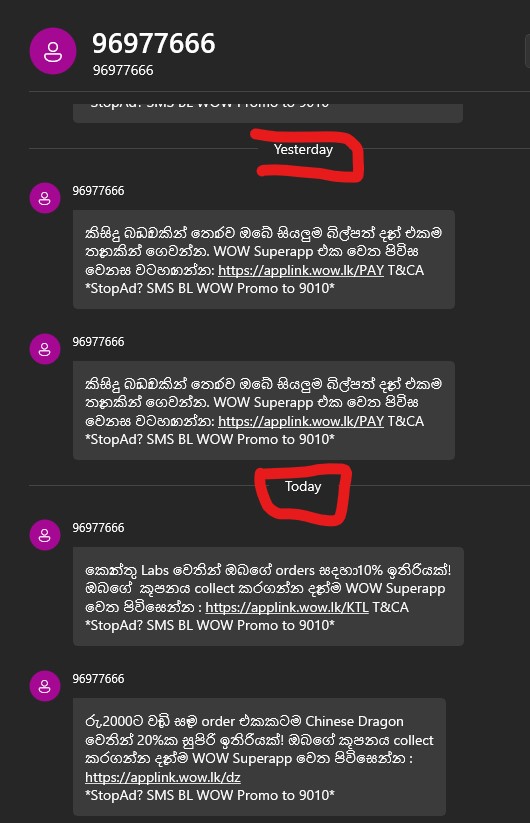 96977666
96977666
StopAd? SMS BL WOW Promo to 9010
Yesterday
96977666
කිසිදු බඩාවකින් තොරව ඔබේ සියලුම බිල්පත් දැන් එකම
තැනකින් ගෙවන්න. WOW Superapp එක වෙත පිවිස
වෙනස වටහාගන්න: https://applink.wow.lk/PAY T&CA
*StopAd? SMS BL WOW Promo to 9010*
96977666
කිසිදු බඩාවකින් තොරව ඔබේ සියලුම බිල්පත් දැන් එකම
තැනකින් ගෙවන්න. WOW Superapp එක වෙත පිවිස
වෙනස වටහාගන්න: https://applink.wow.lk/PAY T&CA
*StopAd? SMS BL WOW Promo to 9010*
Today
96977666
කොත්තු Labs වෙතින් ඔබගේ orders සදහා10% ඉතිරියක්!
ඔබගේ කූපනය collect කරගන්න දැන්ම WOW Superapp
වෙත පිවිසෙන්න : https://applink.wow.lk/KTL T&CA
*StopAd? SMS BL WOW Promo to 9010*
96977666
රු,2000ට වැඩි සෑම order එකකටම Chinese Dragon
වෙතින් 20%ක සුපිරි ඉතිරියක්! ඔබගේ කූපනය collect
කරගන්න දැන්ම WOW Superapp වෙත පිවිසෙන්න :
https://applink.wow.lk/dz
*StopAd? SMS BL WOW Promo to 9010*